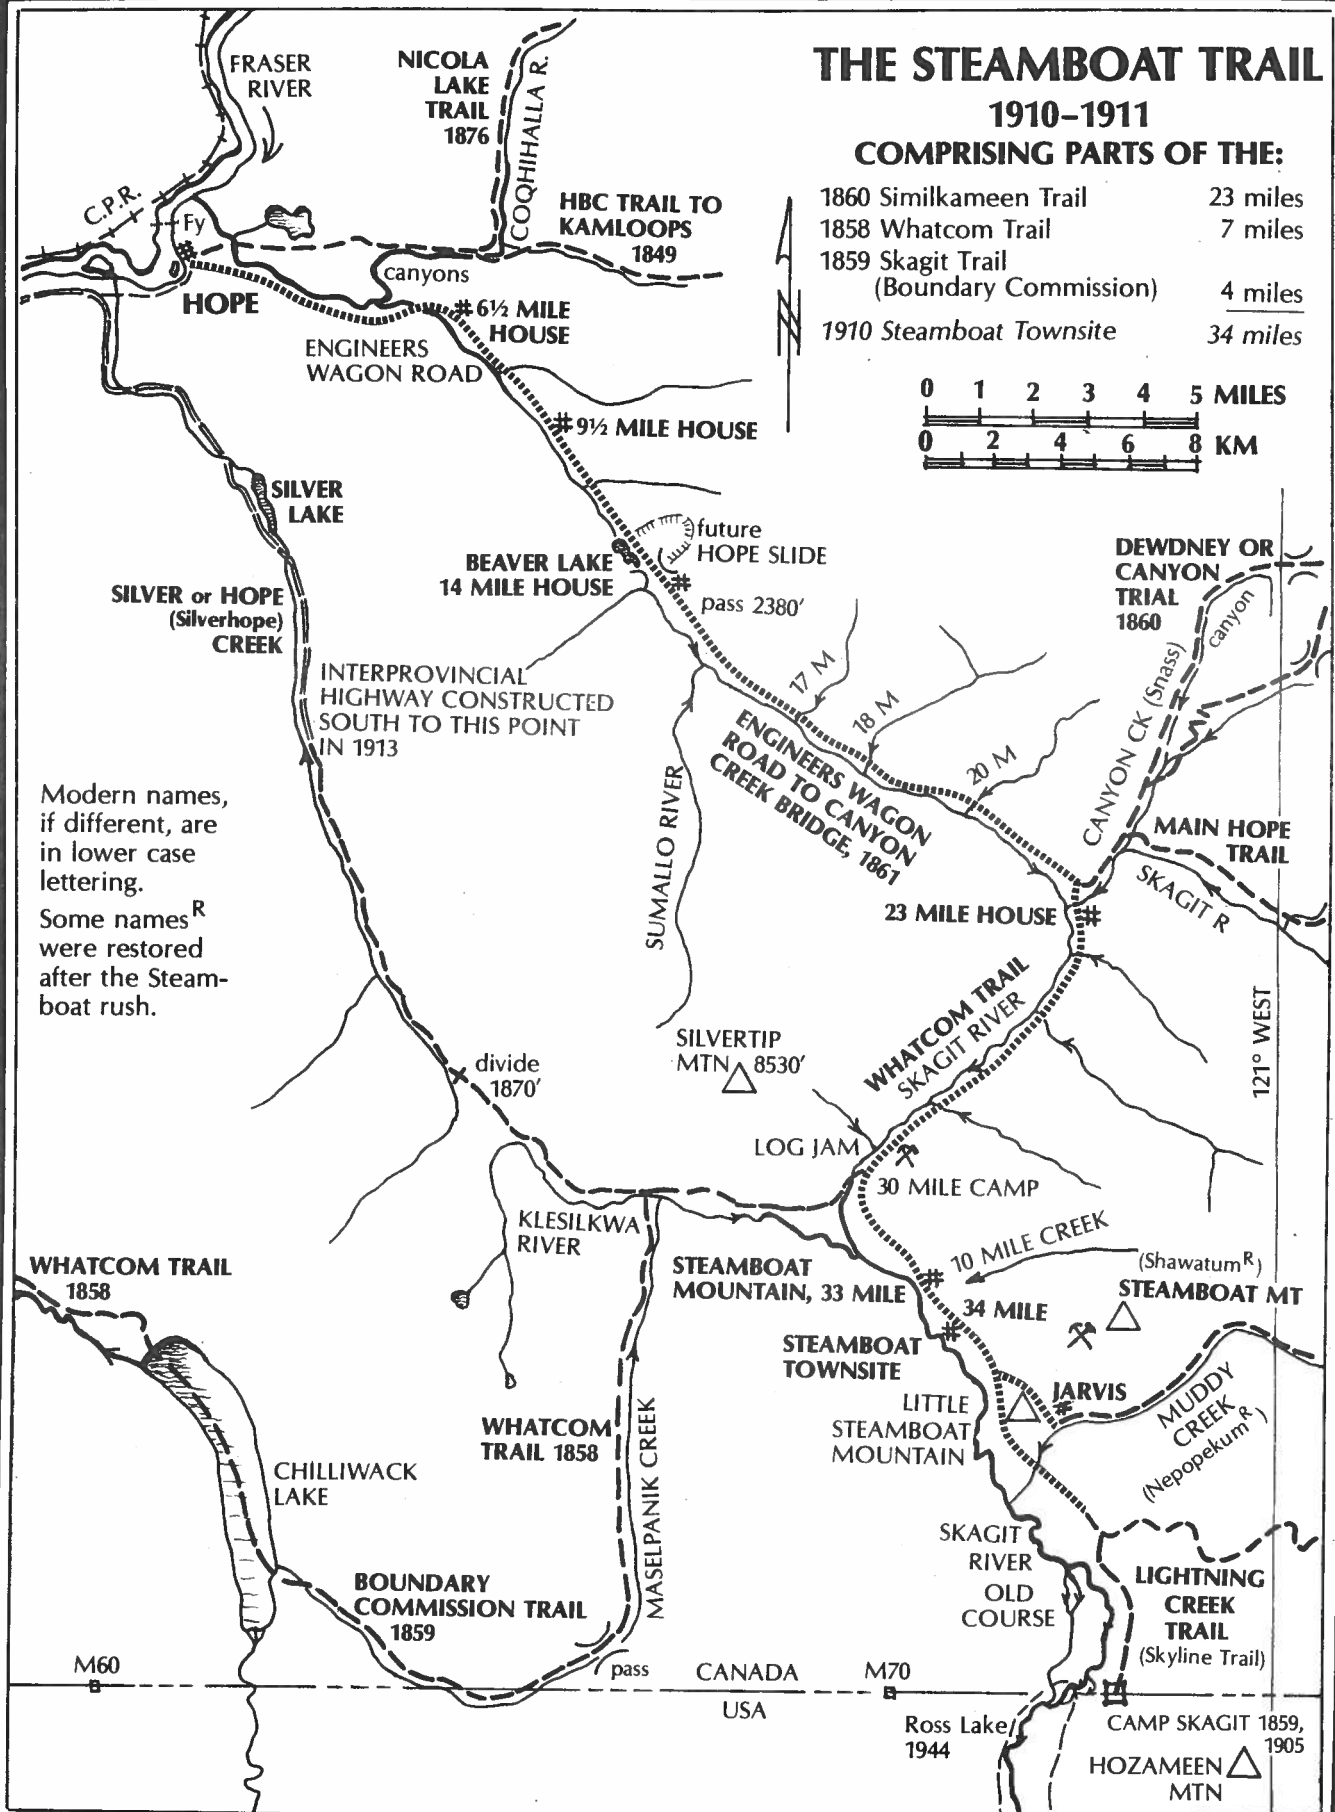 THE STEAMBOAT TRAIL
1910–1911
COMPRISING PARTS OF THE:
1860 Similkameen Trail 23 miles
1858 Whatcom Trail 7 miles
1859 Skagit Trail
(Boundary Commission) 4 miles
1910 Steamboat Townsite 34 miles
0 1 2 3 4 5 MILES
0 2 4 6 8 KM
N
FRASER
RIVER
NICOLA
LAKE
TRAIL
1876
COQHIHALLA R.
C.P.R.
Fy
HBC TRAIL TO
KAMLOOPS
1849
canyons
HOPE
6½ MILE
HOUSE
ENGINEERS
WAGON ROAD
9½ MILE HOUSE
SILVER
LAKE
future
HOPE SLIDE
BEAVER LAKE
14 MILE HOUSE
pass 2380'
DEWDNEY OR
CANYON
TRIAL
1860
canyon
SILVER or HOPE
(Silverhope)
CREEK
INTERPROVINCIAL
HIGHWAY CONSTRUCTED
SOUTH TO THIS POINT
IN 1913
17 M
18 M
20 M
ENGINEERS WAGON
ROAD TO CANYON
CREEK BRIDGE, 1861
CANYON CK (Snass)
SUMALLO RIVER
MAIN HOPE
TRAIL
SKAGIT R
23 MILE HOUSE
Modern names,
if different, are
in lower case
lettering.
Some names R
were restored
after the Steam-
boat rush.
WHATCOM TRAIL
SKAGIT RIVER
121° WEST
SILVERTIP
MTN 8530'
divide
1870'
LOG JAM
30 MILE CAMP
KLESILKWA
RIVER
10 MILE CREEK
(Shawatum R)
STEAMBOAT MT
STEAMBOAT
MOUNTAIN, 33 MILE
34 MILE
WHATCOM TRAIL
1858
STEAMBOAT
TOWNSITE
JARVIS
LITTLE
STEAMBOAT
MOUNTAIN
MUDDY
CREEK
(Nepopekum R)
WHATCOM
TRAIL 1858
MASELPANIK CREEK
CHILLIWACK
LAKE
SKAGIT
RIVER
OLD
COURSE
LIGHTNING
CREEK
TRAIL
(Skyline Trail)
BOUNDARY
COMMISSION TRAIL
1859
M60
pass
CANADA
USA
M70
Ross Lake
1944
CAMP SKAGIT 1859,
1905
HOZAMEEN
MTN